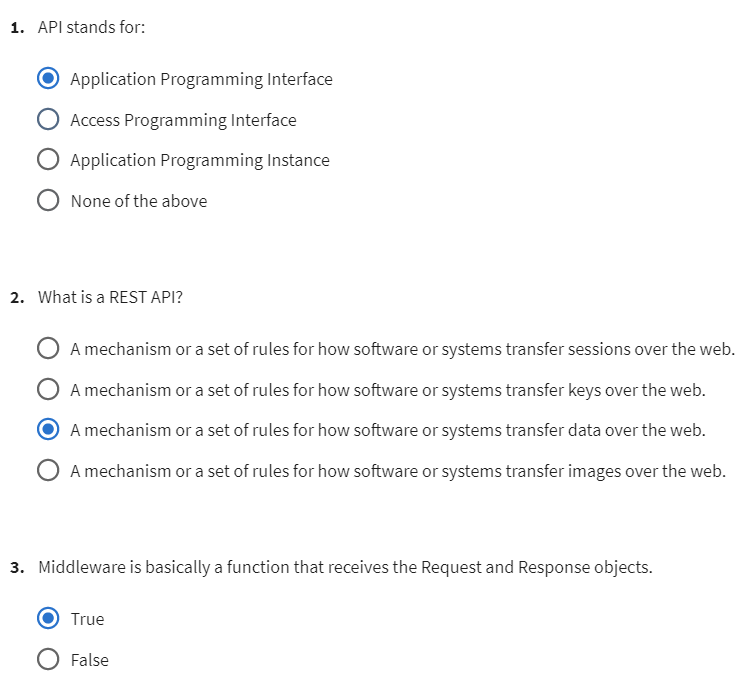 1. API stands for:
Application Programming Interface
Access Programming Interface
Application Programming Instance
None of the above
2. What is a REST API?
A mechanism or a set of rules for how software or systems transfer sessions over the web.
A mechanism or a set of rules for how software or systems transfer keys over the web.
A mechanism or a set of rules for how software or systems transfer data over the web.
A mechanism or a set of rules for how software or systems transfer images over the web.
3. Middleware is basically a function that receives the Request and Response objects.
True
False